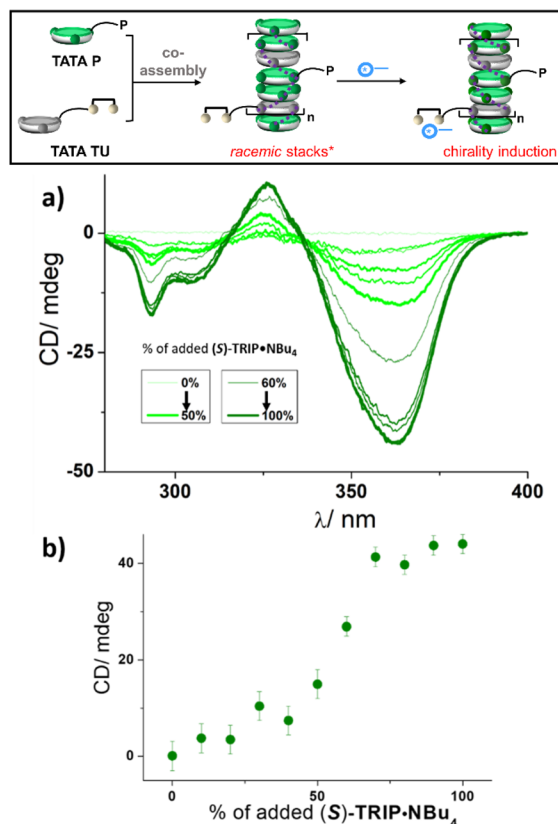 P
TATA P
co-
assembly
TATA TU
P
n
racemic stacks*
P
n
chirality induction
a)
0
-25
-50
CD/ mdeg
% of added (S)-TRIP•NBu4
0%
50%
60%
100%
300
350
400
λ/ nm
b)
40
20
0
CD/ mdeg
0
50
100
% of added (S)-TRIP·NBu4